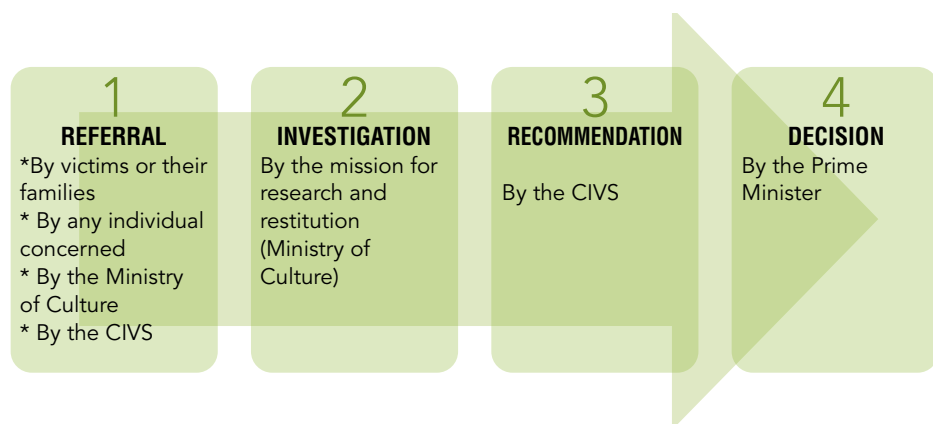 1
REFERRAL
*By victims or their
families
* By any individual
concerned
* By the Ministry
of Culture
* By the CIVS
2
INVESTIGATION
By the mission for
research and
restitution
(Ministry of
Culture)
3
RECOMMENDATION
By the CIVS
4
DECISION
By the Prime
Minister